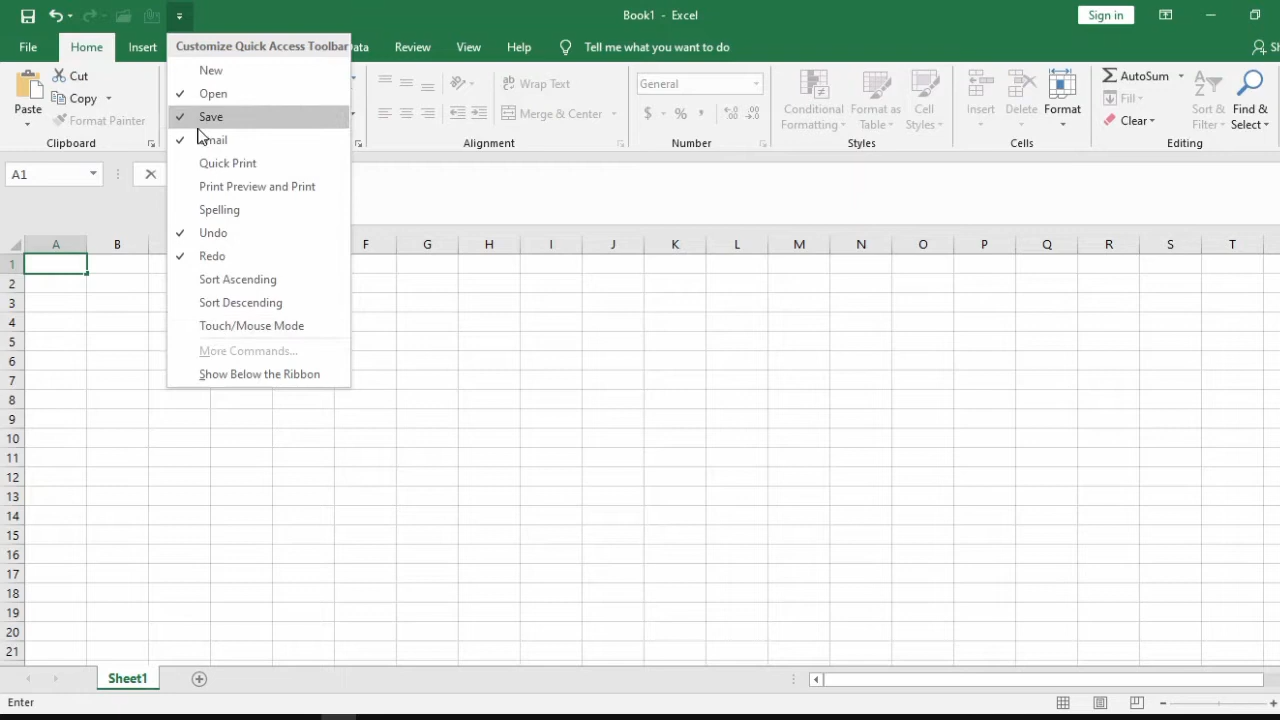 Book1 - Excel
Sign in
File
Home
Insert
Review
View
Help
Tell me what you want to do
Customize Quick Access Toolbar
New
Open
Save
Quick Print
Print Preview and Print
Spelling
Undo
Redo
Sort Ascending
Sort Descending
Touch/Mouse Mode
More Commands...
Show Below the Ribbon
Paste
Cut
Copy
Format Painter
Clipboard
Wrap Text
Merge & Center
Alignment
General
$ % ,
Number
Conditional
Formatting
Format as
Table
Cell
Styles
Styles
Insert
Delete
Format
Cells
AutoSum
Fill
Clear
Sort &
Filter
Find &
Select
Editing
A1
A B F G H I J K L M N O P Q R S T
1
2
3
4
5
6
7
8
9
10
11
12
13
14
15
16
17
18
19
20
21
Sheet1
Enter